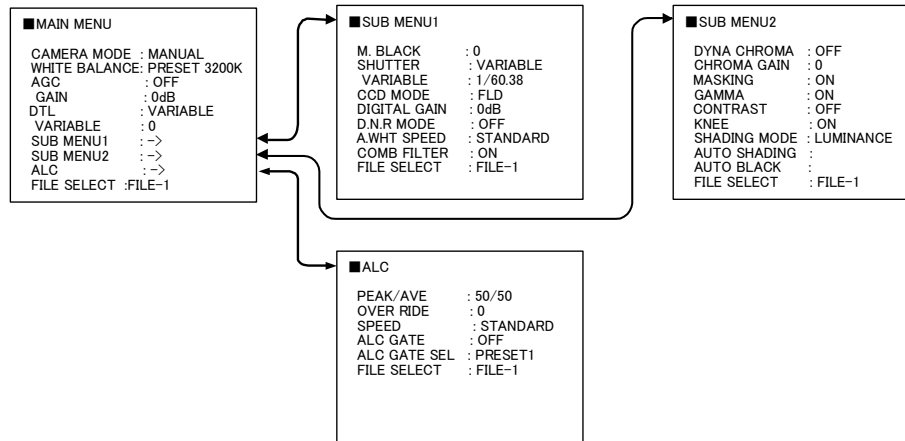 ■MAIN MENU
CAMERA MODE : MANUAL
WHITE BALANCE: PRESET 3200K
AGC : OFF
GAIN : 0dB
DTL : VARIABLE
VARIABLE : 0
SUB MENU1 : ->
SUB MENU2 : ->
ALC : ->
FILE SELECT :FILE-1
■SUB MENU1
M. BLACK : 0
SHUTTER : VARIABLE
VARIABLE : 1/60.38
CCD MODE : FLD
DIGITAL GAIN : 0dB
D.N.R MODE : OFF
A.WHT SPEED : STANDARD
COMB FILTER : ON
FILE SELECT : FILE-1
■SUB MENU2
DYNA CHROMA : OFF
CHROMA GAIN : 0
MASKING : ON
GAMMA : ON
CONTRAST : OFF
KNEE : ON
SHADING MODE : LUMINANCE
AUTO SHADING :
AUTO BLACK :
FILE SELECT : FILE-1
■ALC
PEAK/AVE : 50/50
OVER RIDE : 0
SPEED : STANDARD
ALC GATE : OFF
ALC GATE SEL : PRESET1
FILE SELECT : FILE-1